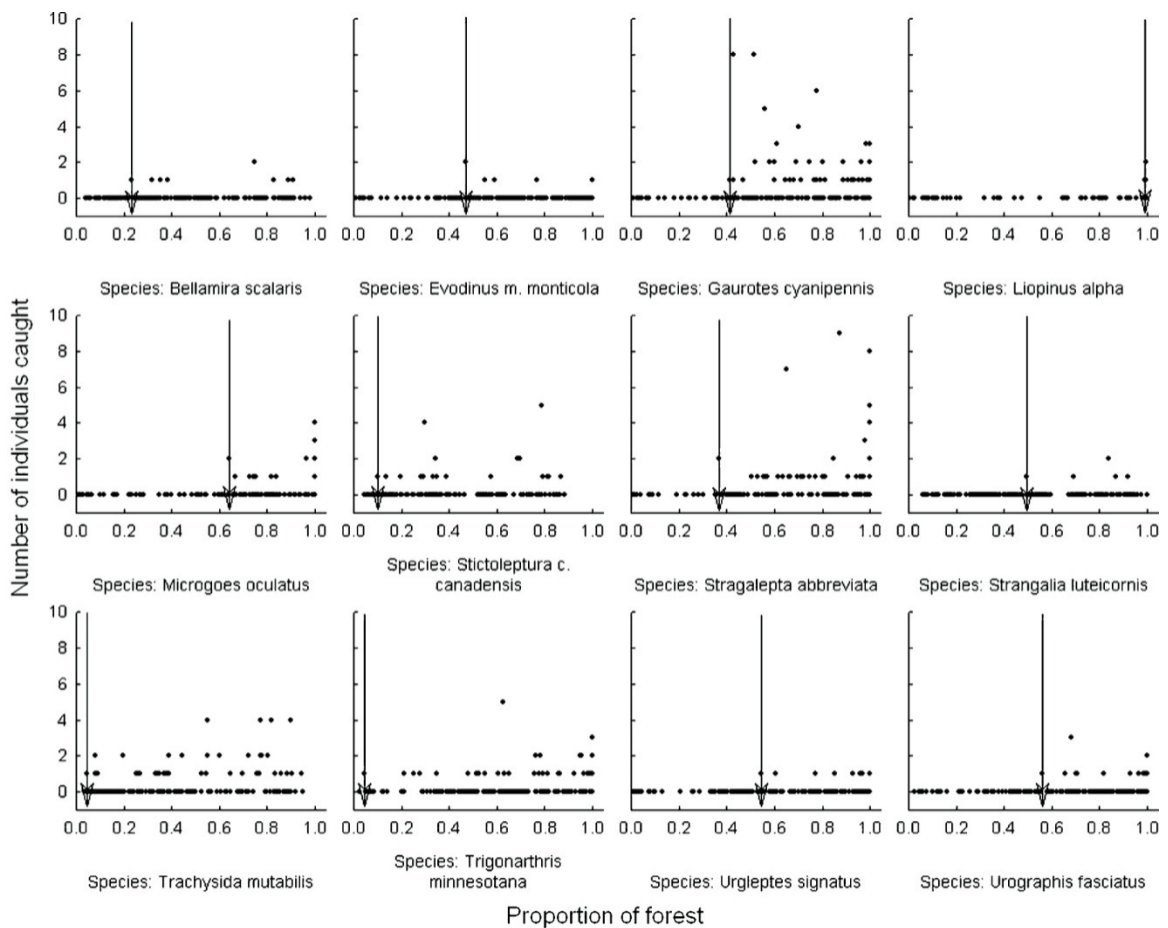 Number of individuals caught
10
8
6
4
2
0
0.0 0.2 0.4 0.6 0.8 1.0
0.0 0.2 0.4 0.6 0.8 1.0
0.0 0.2 0.4 0.6 0.8 1.0
0.0 0.2 0.4 0.6 0.8 1.0
Species: Bellamira scalaris
Species: Evodinus m. monticola
Species: Gaurotes cyanipennis
Species: Liopinus alpha
10
8
6
4
2
0
0.0 0.2 0.4 0.6 0.8 1.0
0.0 0.2 0.4 0.6 0.8 1.0
0.0 0.2 0.4 0.6 0.8 1.0
0.0 0.2 0.4 0.6 0.8 1.0
Species: Microgoes oculatus
Species: Stictoleptura c.
canadensis
Species: Stragalepta abbreviata
Species: Strangalia luteicornis
10
8
6
4
2
0
0.0 0.2 0.4 0.6 0.8 1.0
0.0 0.2 0.4 0.6 0.8 1.0
0.0 0.2 0.4 0.6 0.8 1.0
0.0 0.2 0.4 0.6 0.8 1.0
Species: Trachysida mutabilis
Species: Trigonarthris
minnesotana
Species: Urgleptes signatus
Species: Urographis fasciatus
Proportion of forest